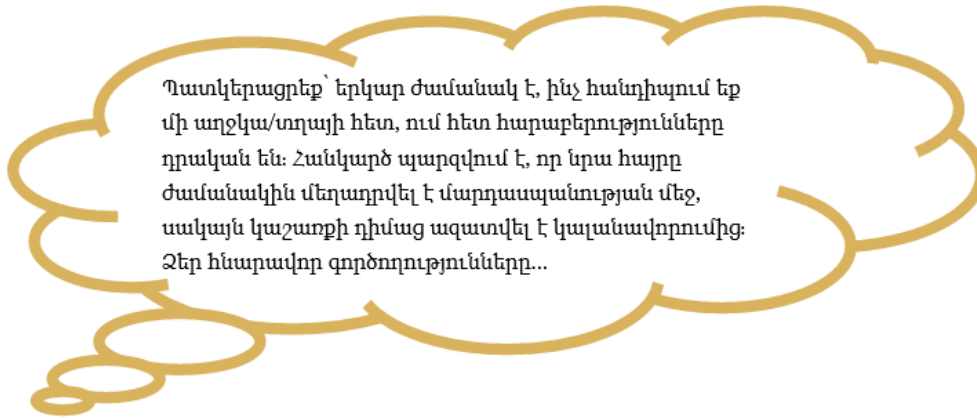 Պատկերացրեք՝ երկար ժամանակ է, ինչ հանդիպում եք
մի աղջկա/տղայի հետ, ում հետ հարաբերությունները
դրական են: Հանկարծ պարզվում է, որ նրա հայրը
ժամանակին մեղադրվել է մարդասպանության մեջ,
սակայն կաշառքի դիմաց ազատվել է կալանավորումից:
Ձեր հնարավոր գործողությունները...